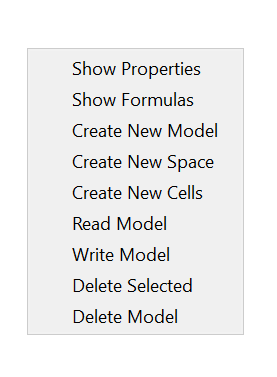 Show Properties
Show Formulas
Create New Model
Create New Space
Create New Cells
Read Model
Write Model
Delete Selected
Delete Model